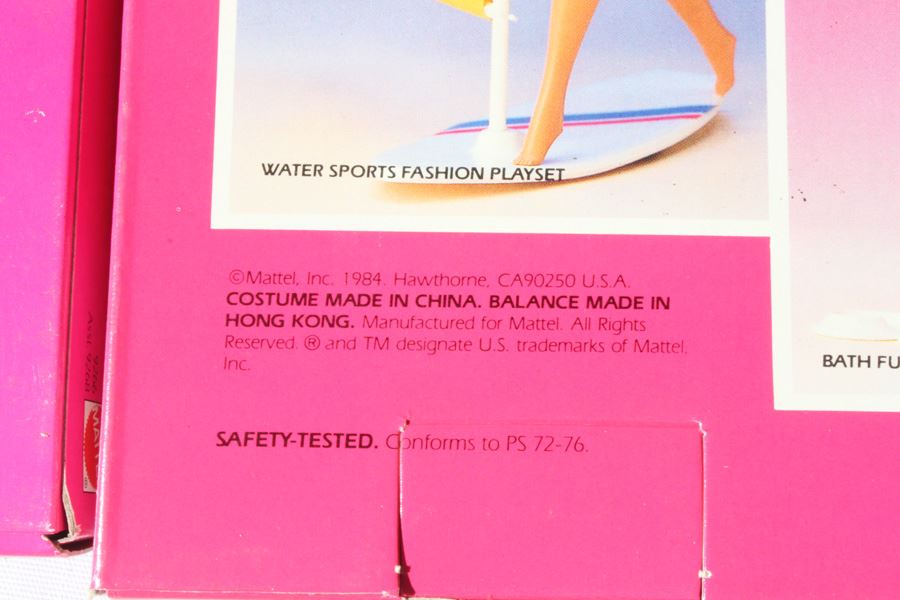 WATER SPORTS FASHION PLAYSET
©Mattel, Inc. 1984. Hawthorne, CA90250 U.S.A.
COSTUME MADE IN CHINA. BALANCE MADE IN
HONG KONG. Manufactured for Mattel. All Rights
Reserved. ® and TM designate U.S. trademarks of Mattel.
Inc.
BATH FU
SAFETY-TESTED. Conforms to PS 72-76.